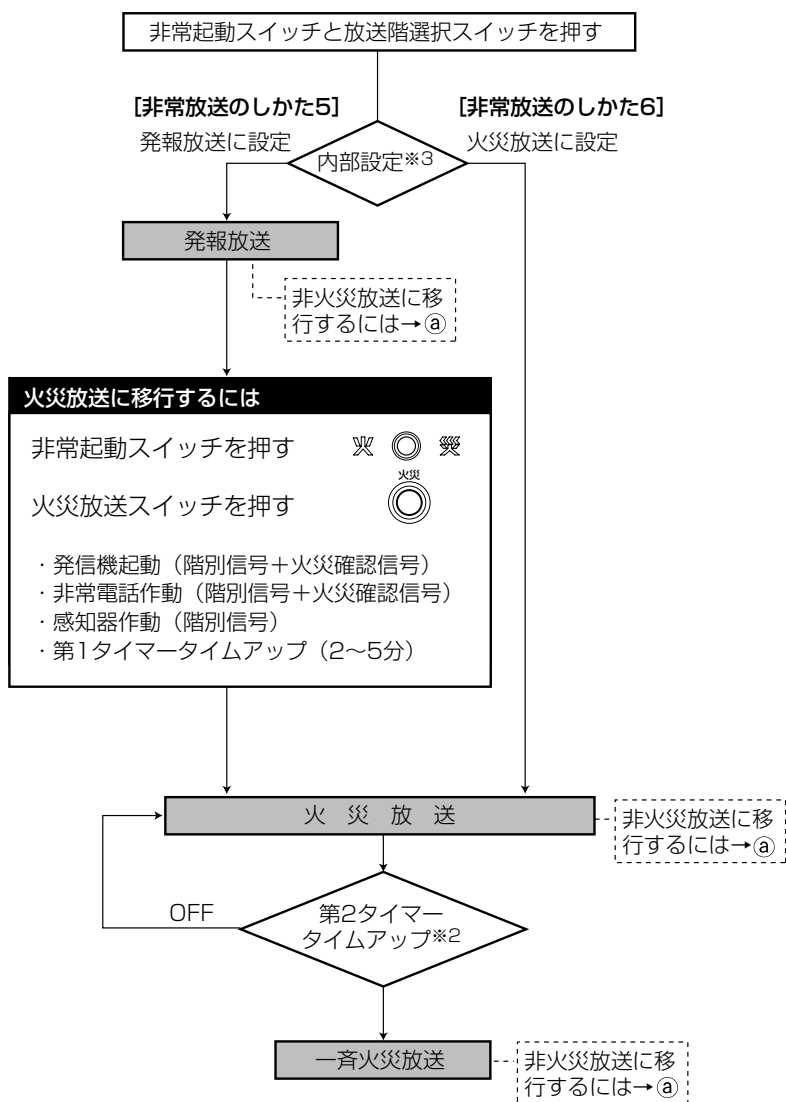 非常起動スイッチと放送階選択スイッチを押す
[非常放送のしかた5]
発報放送に設定
[非常放送のしかた6]
火災放送に設定
内部設定※3
発報放送
非火災放送に移
行するには→ⓐ
火災放送に移行するには
非常起動スイッチを押す 火 災
火災放送スイッチを押す 火災
・発信機起動（階別信号＋火災確認信号）
・非常電話作動（階別信号＋火災確認信号）
・感知器作動（階別信号）
・第1タイマータイムアップ（2〜5分）
火 災 放 送
非火災放送に移
行するには→ⓐ
OFF
第2タイマー
タイムアップ※2
一斉火災放送
非火災放送に移
行するには→ⓐ